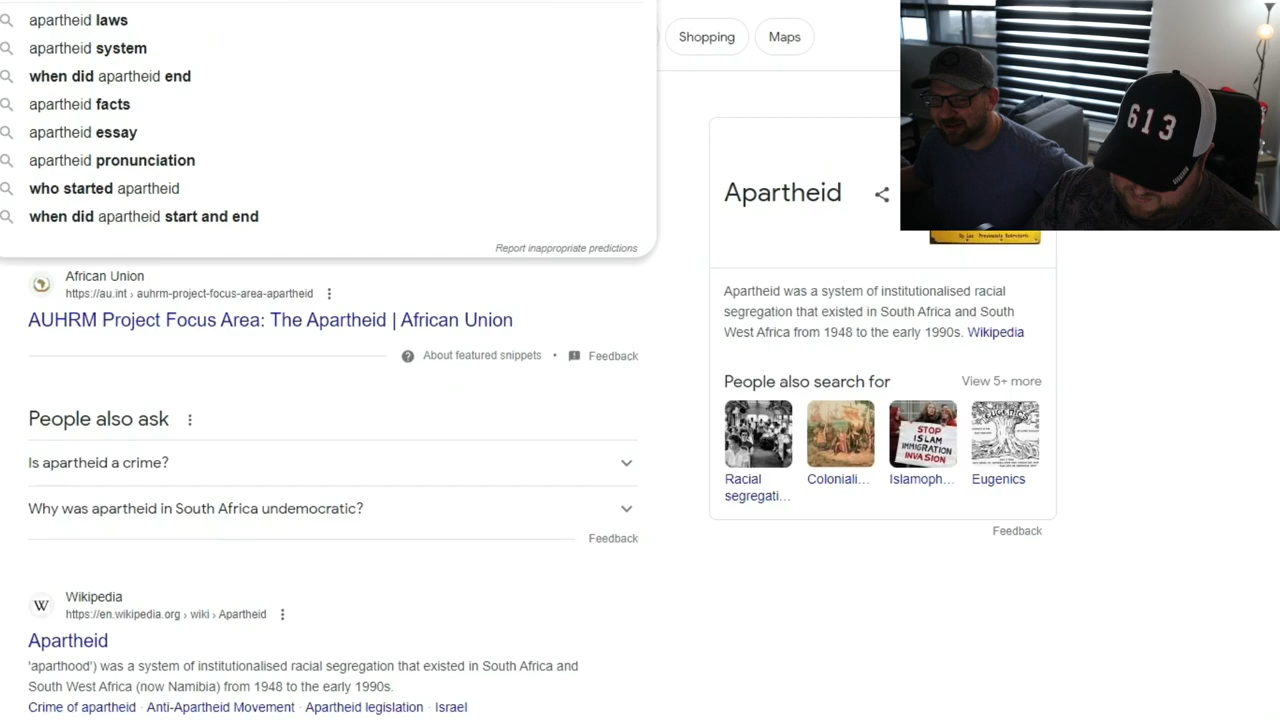 apartheid laws
apartheid system
when did apartheid end
apartheid facts
apartheid essay
apartheid pronunciation
who started apartheid
when did apartheid start and end
Report inappropriate predictions
Shopping
Maps
African Union
https://au.int › auhrm-project-focus-area-apartheid
AUHRM Project Focus Area: The Apartheid | African Union
About featured snippets • Feedback
People also ask
Is apartheid a crime?
Why was apartheid in South Africa undemocratic?
Feedback
Wikipedia
https://en.wikipedia.org › wiki › Apartheid
Apartheid
'aparthood') was a system of institutionalised racial segregation that existed in South Africa and
South West Africa (now Namibia) from 1948 to the early 1990s.
Crime of apartheid · Anti-Apartheid Movement · Apartheid legislation · Israel
Apartheid
Apartheid was a system of institutionalised racial
segregation that existed in South Africa and South
West Africa from 1948 to the early 1990s. Wikipedia
People also search for
View 5+ more
STOP
ISLAM
IMMIGRATION
INVASION
EUGENICS
Racial
segregati...
Coloniali...
Islamoph...
Eugenics
Feedback
613